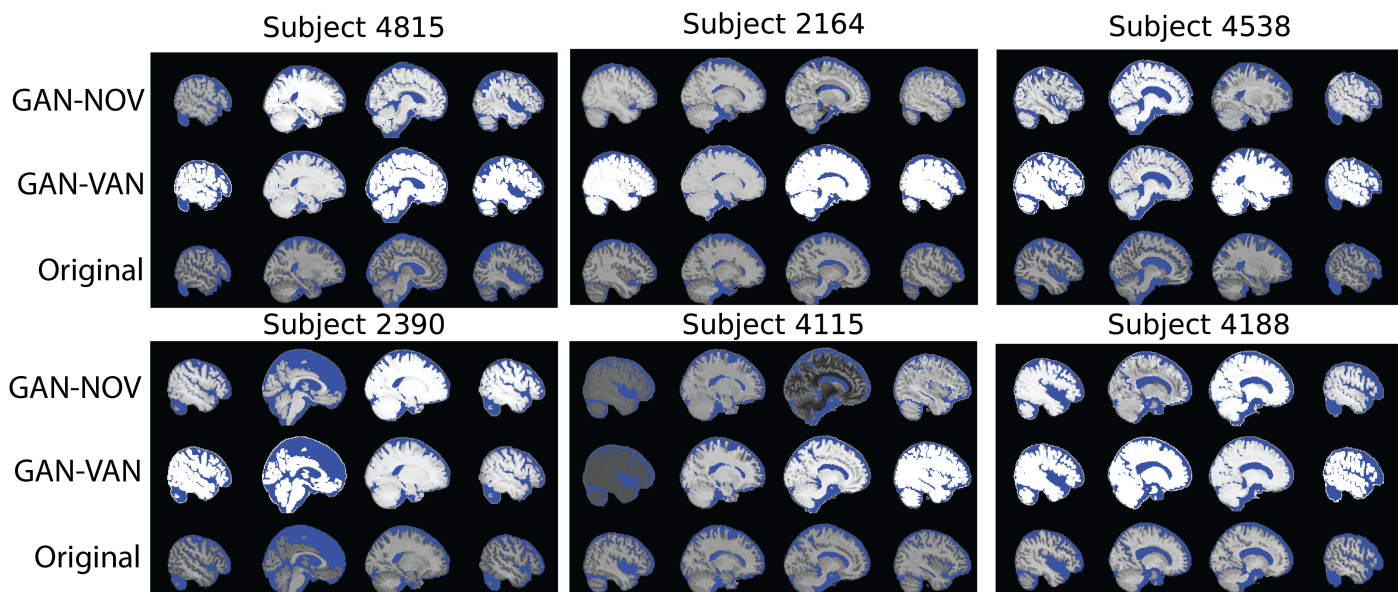 Subject 4815
Subject 2164
Subject 4538
GAN-NOV
GAN-VAN
Original
Subject 2390
Subject 4115
Subject 4188
GAN-NOV
GAN-VAN
Original